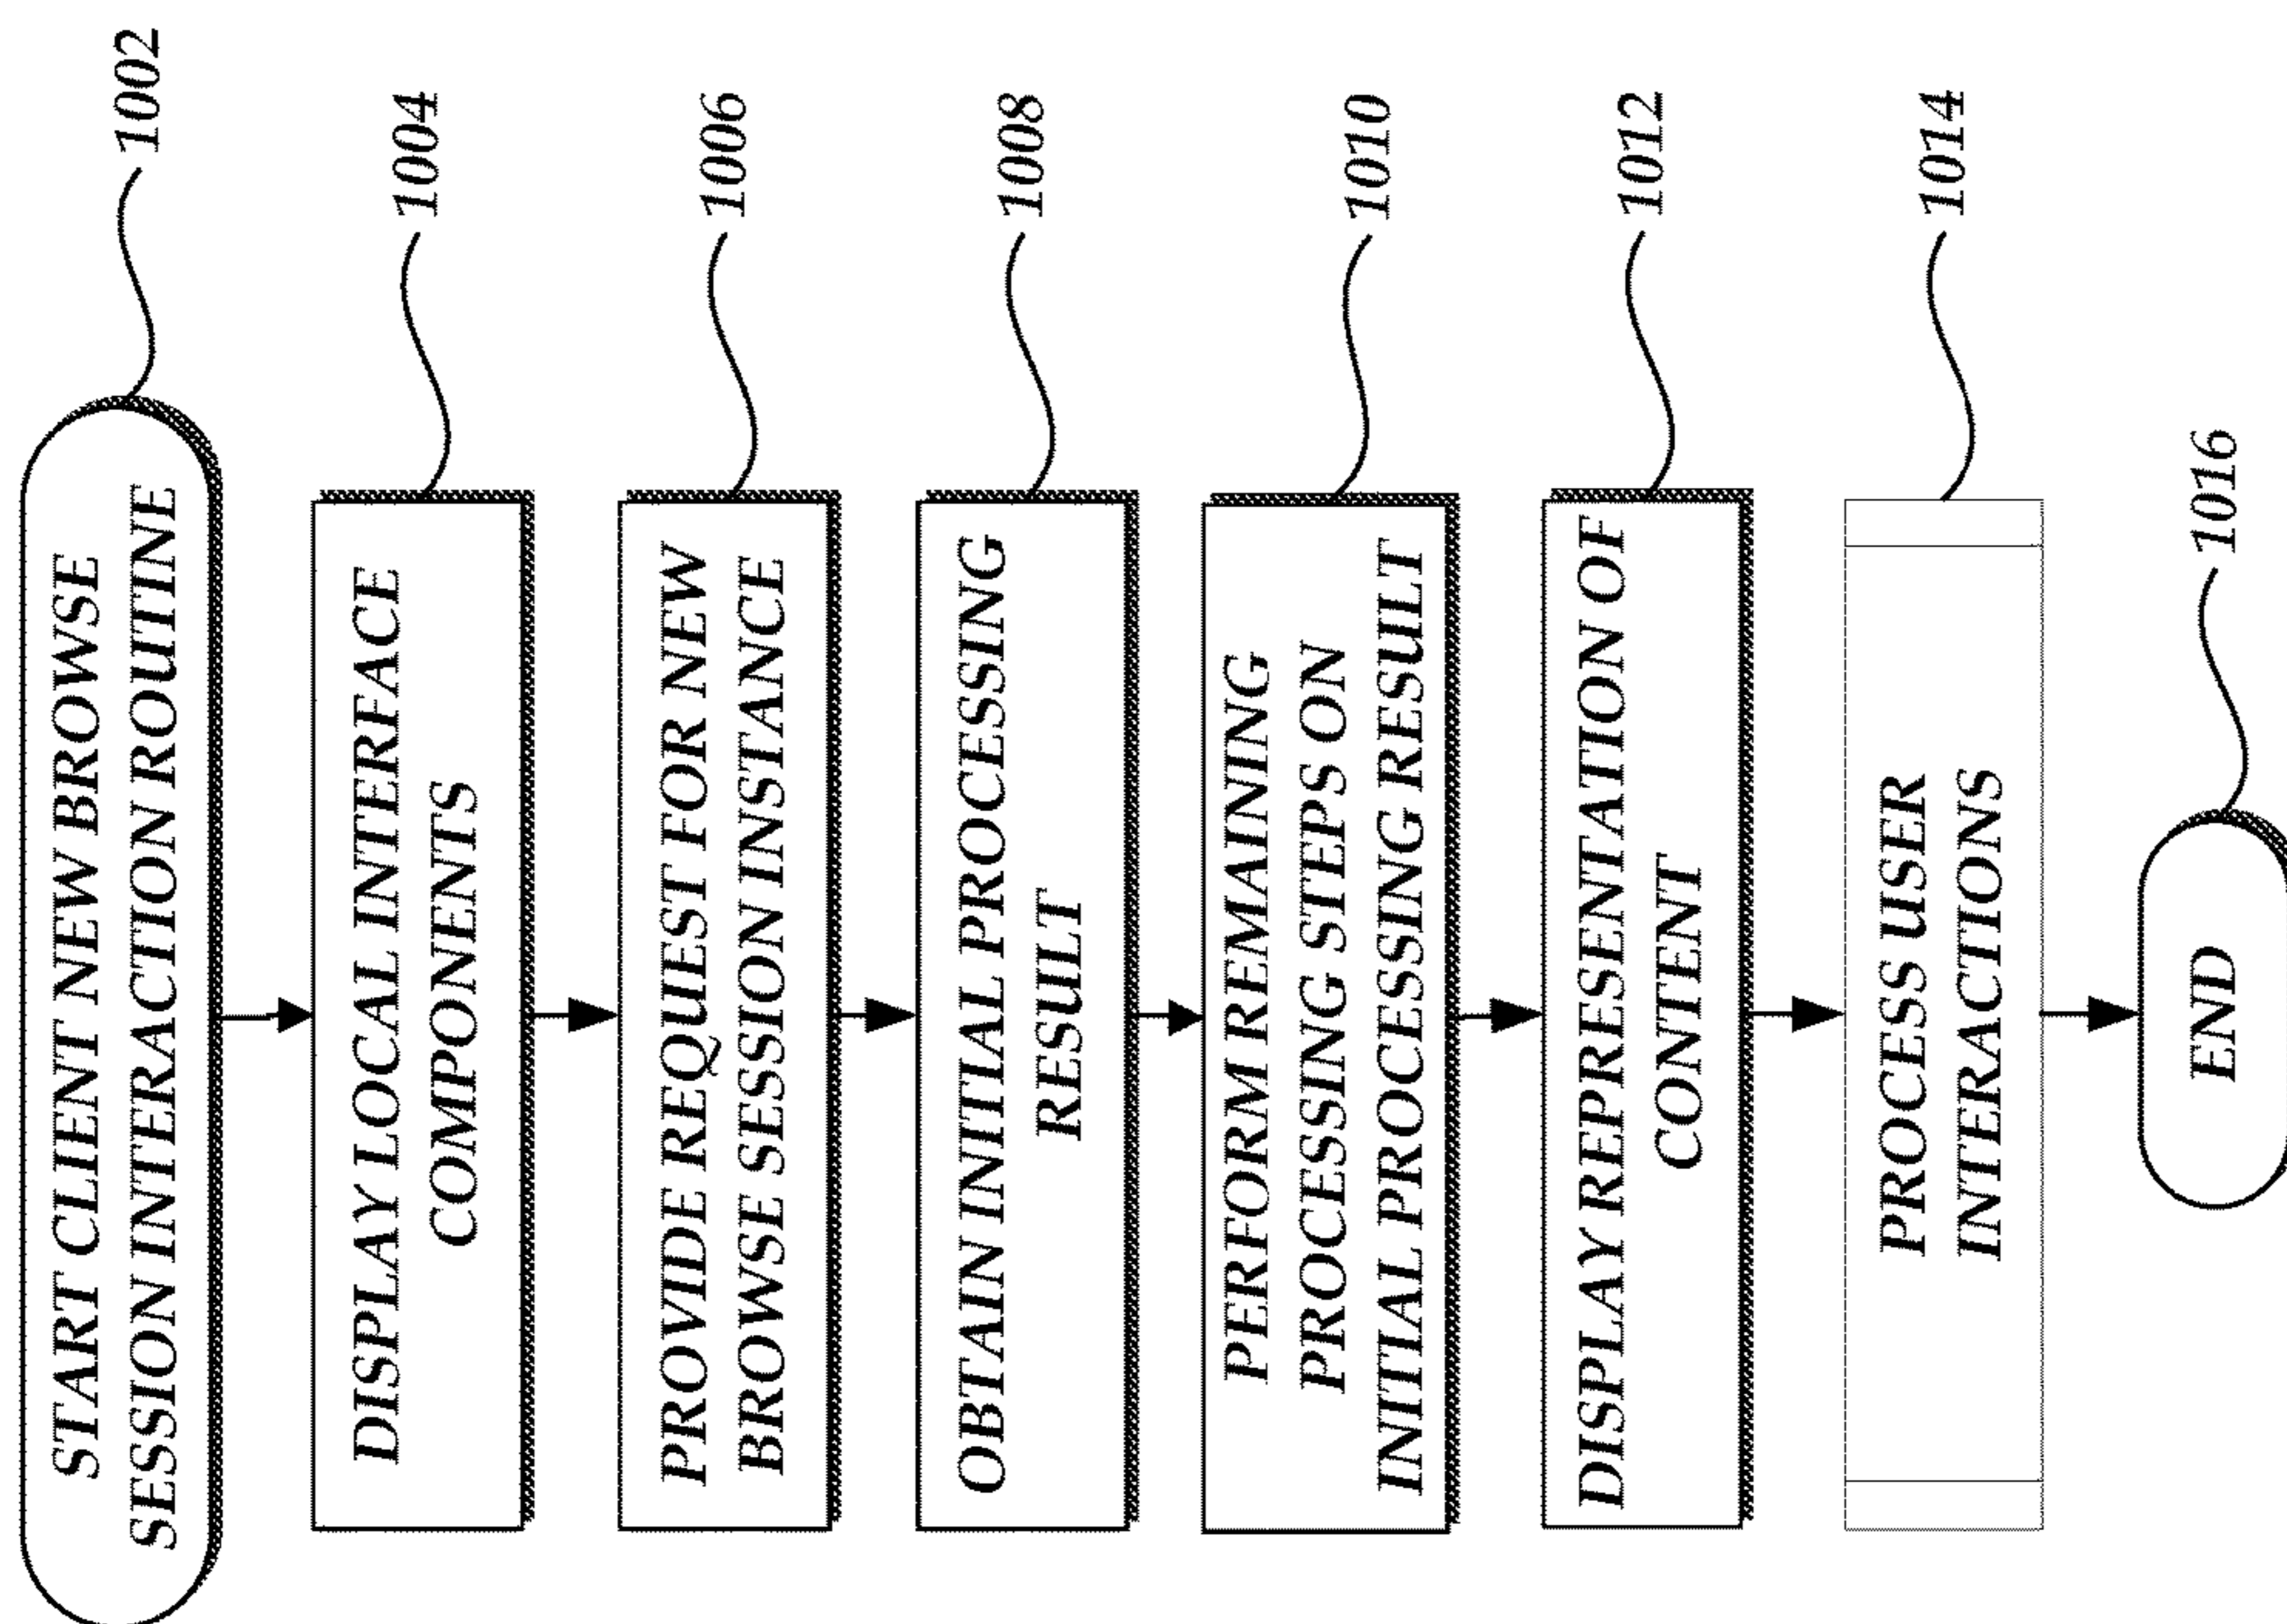 START CLIENT NEW BROWSE
SESSION INTERACTION ROUTINE
1002
DISPLAY LOCAL INTERFACE
COMPONENTS
1004
PROVIDE REQUEST FOR NEW
BROWSE SESSION INSTANCE
1006
OBTAIN INITIAL PROCESSING
RESULT
1008
PERFORM REMAINING
PROCESSING STEPS ON
INITIAL PROCESSING RESULT
1010
DISPLAY REPRESENTATION OF
CONTENT
1012
PROCESS USER
INTERACTIONS
1014
END
1016